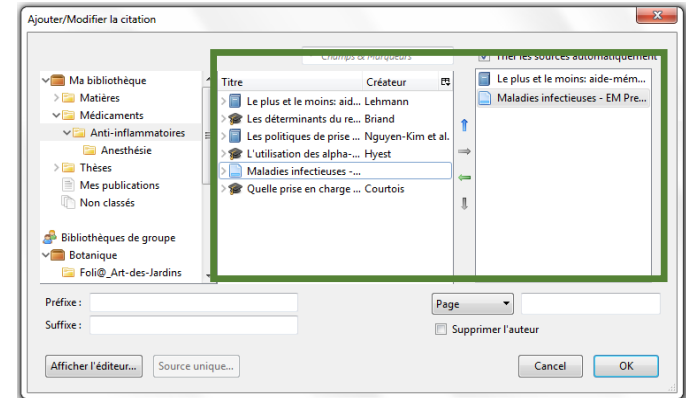 Ajouter/Modifier la citation
Champs & Marqueurs
Trier les sources automatiquement
Ma bibliothèque
Matières
Médicaments
Anti-inflammatoires
Anesthésie
Thèses
Mes publications
Non classés
Bibliothèques de groupe
Botanique
Foli@_Art-des-Jardins
Titre Créateur
Le plus et le moins: aid... Lehmann
Les déterminants du re... Briand
Les politiques de prise ... Nguyen-Kim et al.
L'utilisation des alpha-... Hyest
Maladies infectieuses -...
Quelle prise en charge ... Courtois
Le plus et le moins: aide-mém...
Maladies infectieuses - EM Pre...
Préfixe :
Suffixe :
Page
Supprimer l'auteur
Afficher l'éditeur... Source unique... Cancel OK